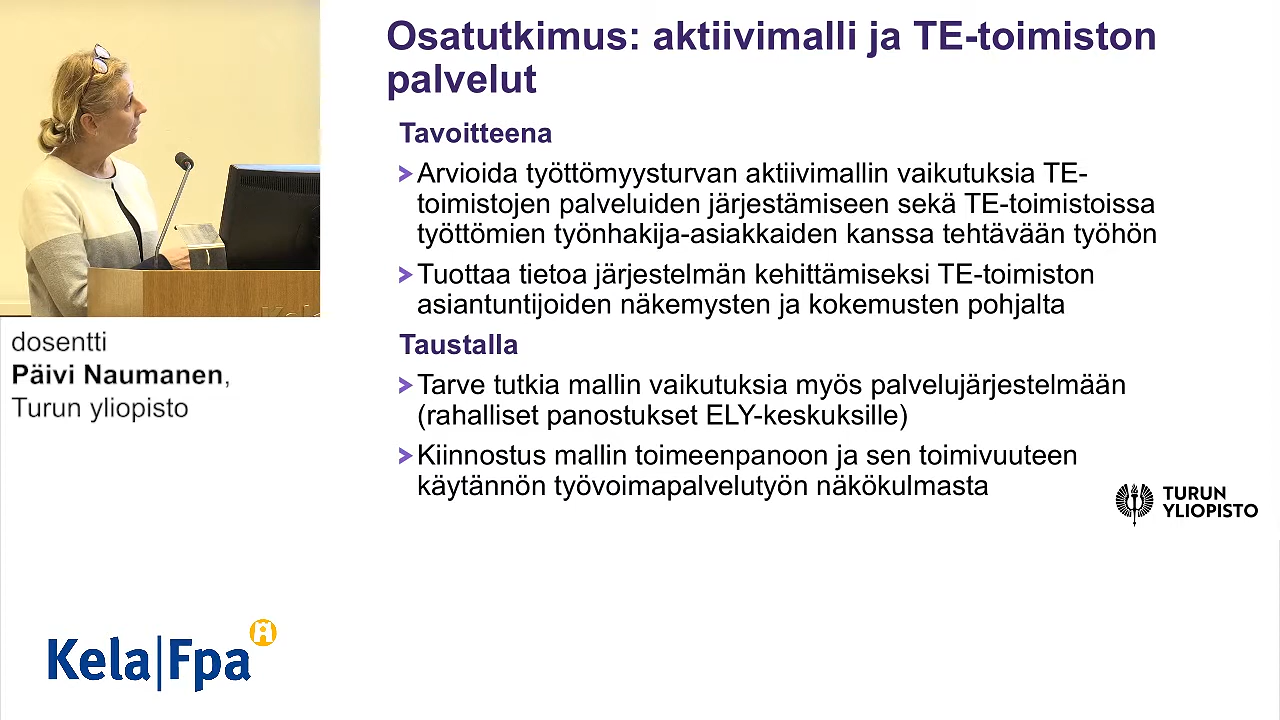 Osatutkimus: aktiivimalli ja TE-toimiston
palvelut
Tavoitteena
Arvioida työttömyysturvan aktiivimallin vaikutuksia TE-
toimistojen palveluiden järjestämiseen sekä TE-toimistoissa
työttömien työnhakija-asiakkaiden kanssa tehtävään työhön
Tuottaa tietoa järjestelmän kehittämiseksi TE-toimiston
asiantuntijoiden näkemysten ja kokemusten pohjalta
Taustalla
Tarve tutkia mallin vaikutuksia myös palvelujärjestelmään
(rahalliset panostukset ELY-keskuksille)
Kiinnostus mallin toimeenpanoon ja sen toimivuuteen
käytännön työvoimapalvelutyön näkökulmasta
TURUN
YLIOPISTO
dosentti
Päivi Naumanen,
Turun yliopisto
Kela|Fpa